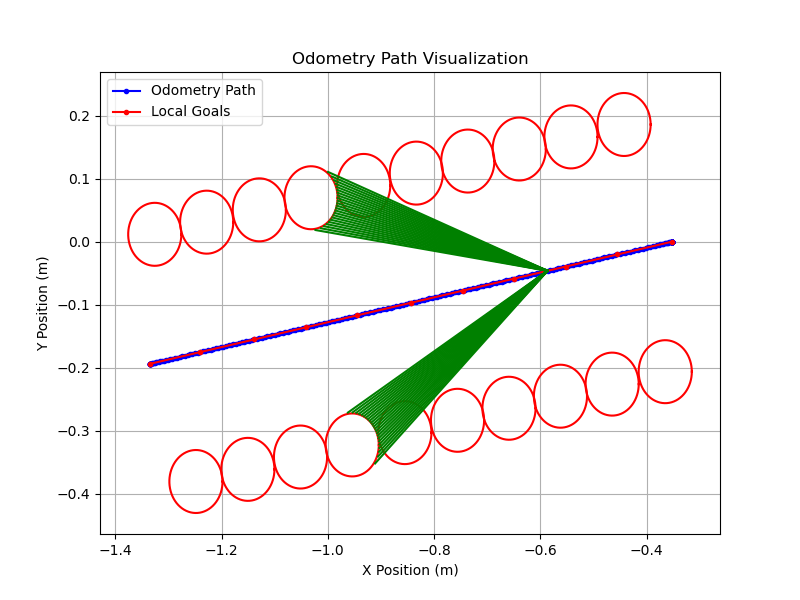 Odometry Path Visualization
Odometry Path
Local Goals
Y Position (m)
0.2
0.1
0.0
−0.1
−0.2
−0.3
−0.4
−1.4 −1.2 −1.0 −0.8 −0.6 −0.4
X Position (m)